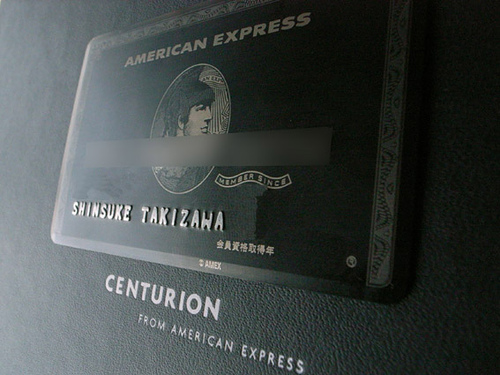 AMERICAN EXPRESS
MEMBER SINCE
SHINSUKE TAKIZAWA
会員資格取得年
© AMEX
CENTURION
FROM AMERICAN EXPRESS